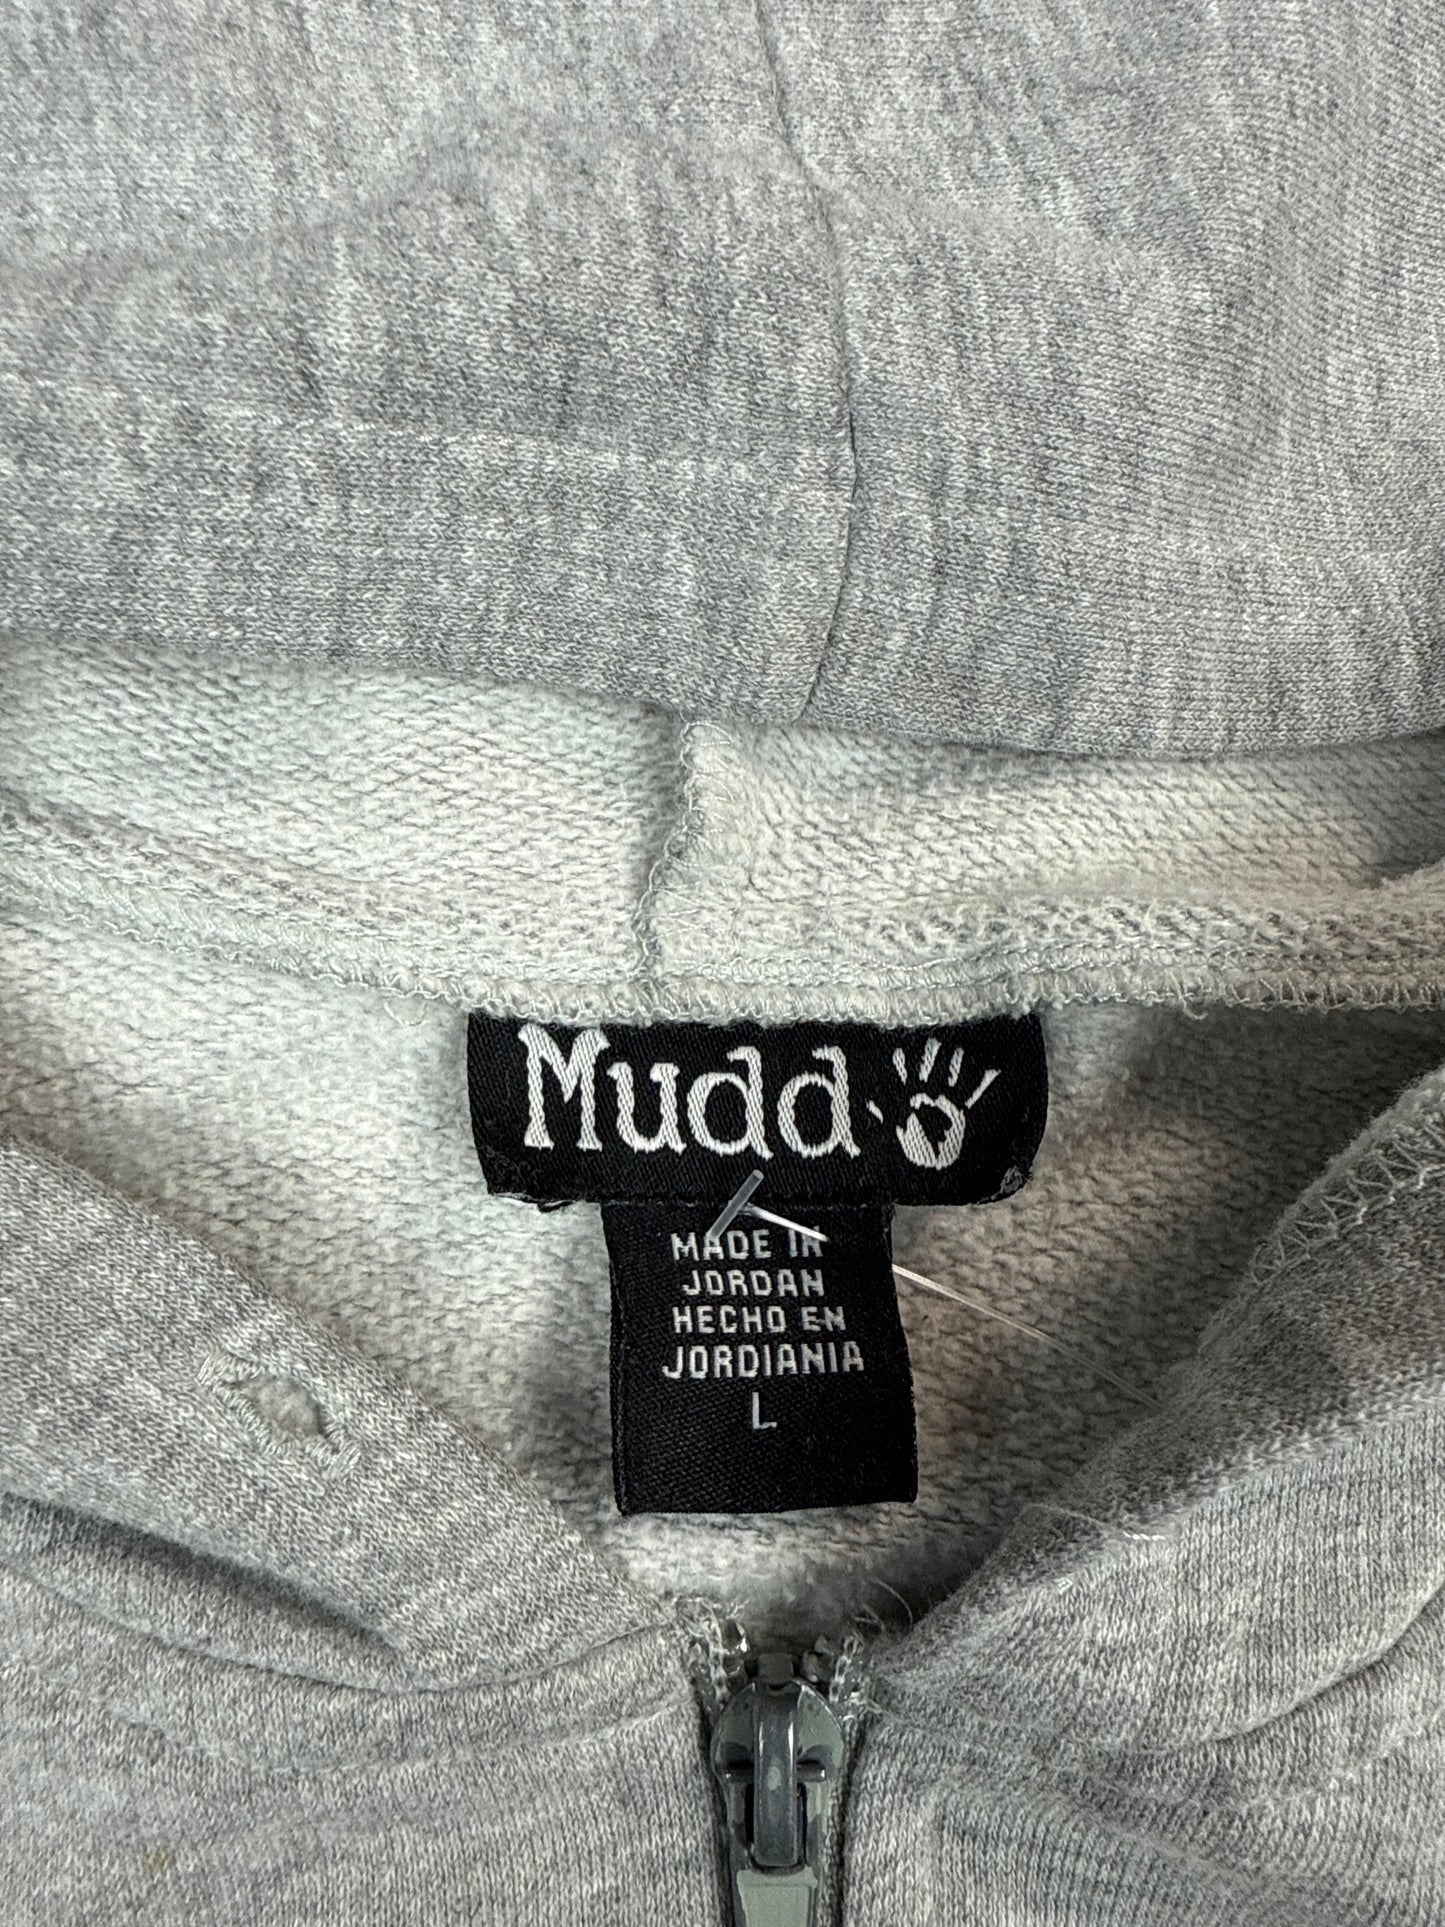 Mudd
MADE IN
JORDAN
HECHO EN
JORDIANIA
L